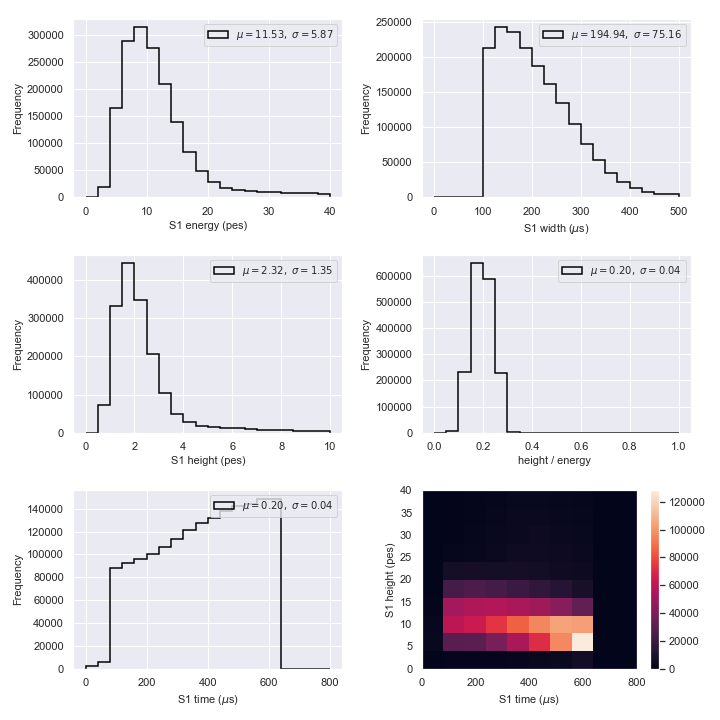 μ = 11.53, σ = 5.87
300000
250000
200000
150000
100000
50000
0
Frequency
0 10 20 30 40
S1 energy (pes)
μ = 194.94, σ = 75.16
250000
200000
150000
100000
50000
0
Frequency
0 100 200 300 400 500
S1 width (μs)
μ = 2.32, σ = 1.35
400000
300000
200000
100000
0
Frequency
0 2 4 6 8 10
S1 height (pes)
μ = 0.20, σ = 0.04
600000
500000
400000
300000
200000
100000
0
Frequency
0.0 0.2 0.4 0.6 0.8 1.0
height / energy
μ = 0.20, σ = 0.04
140000
120000
100000
80000
60000
40000
20000
0
Frequency
0 200 400 600 800
S1 time (μs)
40
35
30
25
20
15
10
5
0
S1 height (pes)
0 200 400 600 800
S1 time (μs)
120000
100000
80000
60000
40000
20000
0